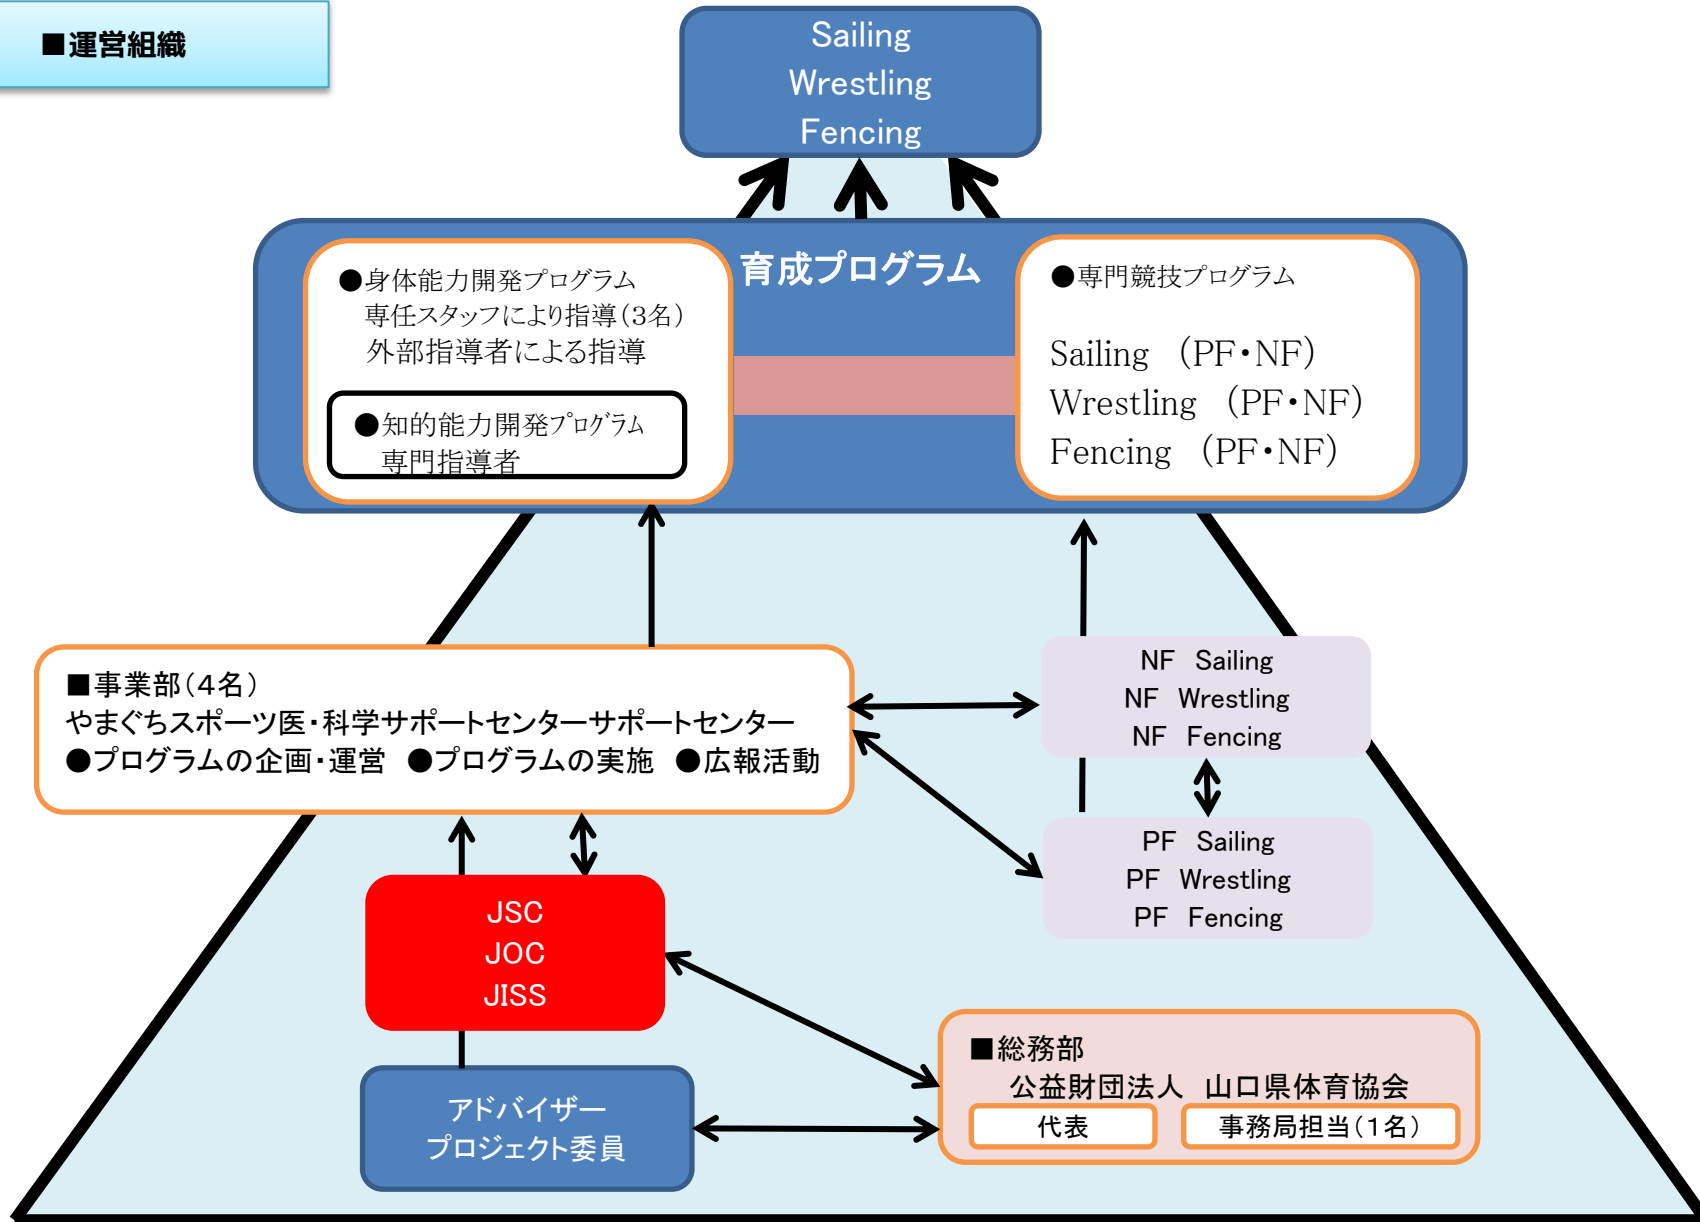 ■運営組織
Sailing
Wrestling
Fencing
育成プログラム
●身体能力開発プログラム
専任スタッフにより指導(3名)
外部指導者による指導
●知的能力開発プログラム
専門指導者
●専門競技プログラム
Sailing (PF・NF)
Wrestling (PF・NF)
Fencing (PF・NF)
■事業部(4名)
やまぐちスポーツ医・科学サポートセンターサポートセンター
●プログラムの企画・運営 ●プログラムの実施 ●広報活動
NF Sailing
NF Wrestling
NF Fencing
PF Sailing
PF Wrestling
PF Fencing
JSC
JOC
JISS
アドバイザー
プロジェクト委員
■総務部
公益財団法人 山口県体育協会
代表 事務局担当(1名)